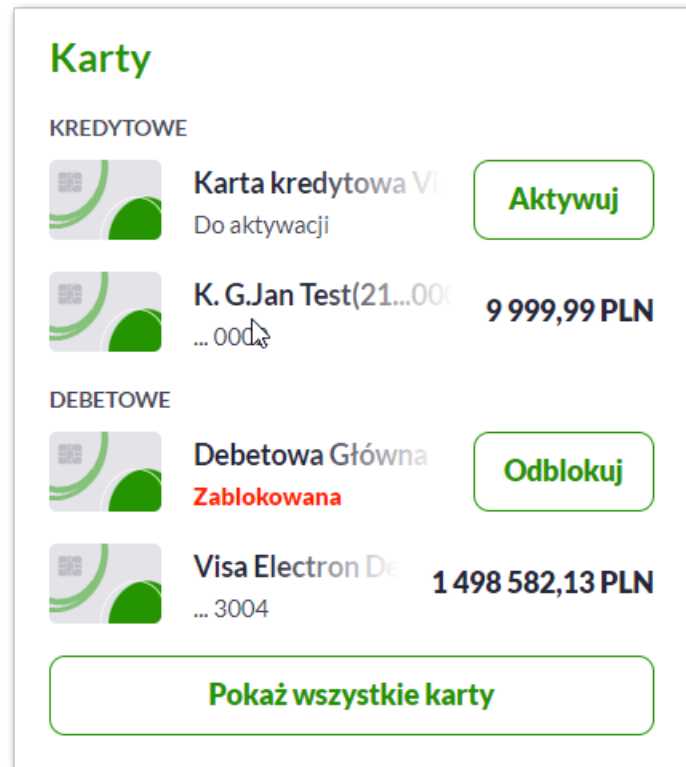 Karty
KREDYTOWE
Karta kredytowa Vi
Do aktywacji
Aktywuj
K. G.Jan Test(21...000
... 000
9 999,99 PLN
DEBETOWE
Debetowa Główna
Zablokowana
Odblokuj
Visa Electron De
... 3004
1 498 582,13 PLN
Pokaż wszystkie karty